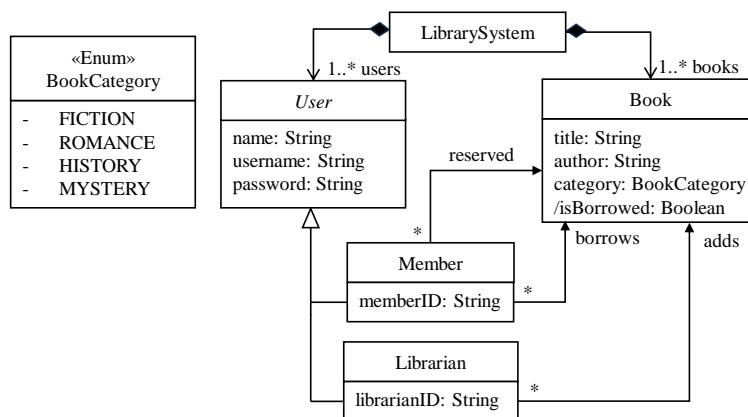 LibrarySystem
«Enum»
BookCategory
- FICTION
- ROMANCE
- HISTORY
- MYSTERY
1..* users
1..* books
User
name: String
username: String
password: String
Book
title: String
author: String
category: BookCategory
/isBorrowed: Boolean
reserved
*
borrows
adds
Member
memberID: String
*
Librarian
librarianID: String
*